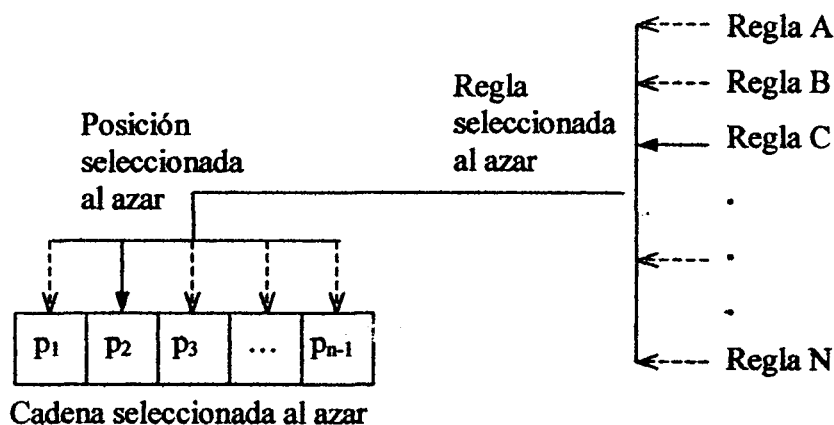 Regla A
Regla B
Regla C
.
.
.
Regla N
Regla
seleccionada
al azar
Posición
seleccionada
al azar
p1 p2 p3 ... pn-1
Cadena seleccionada al azar